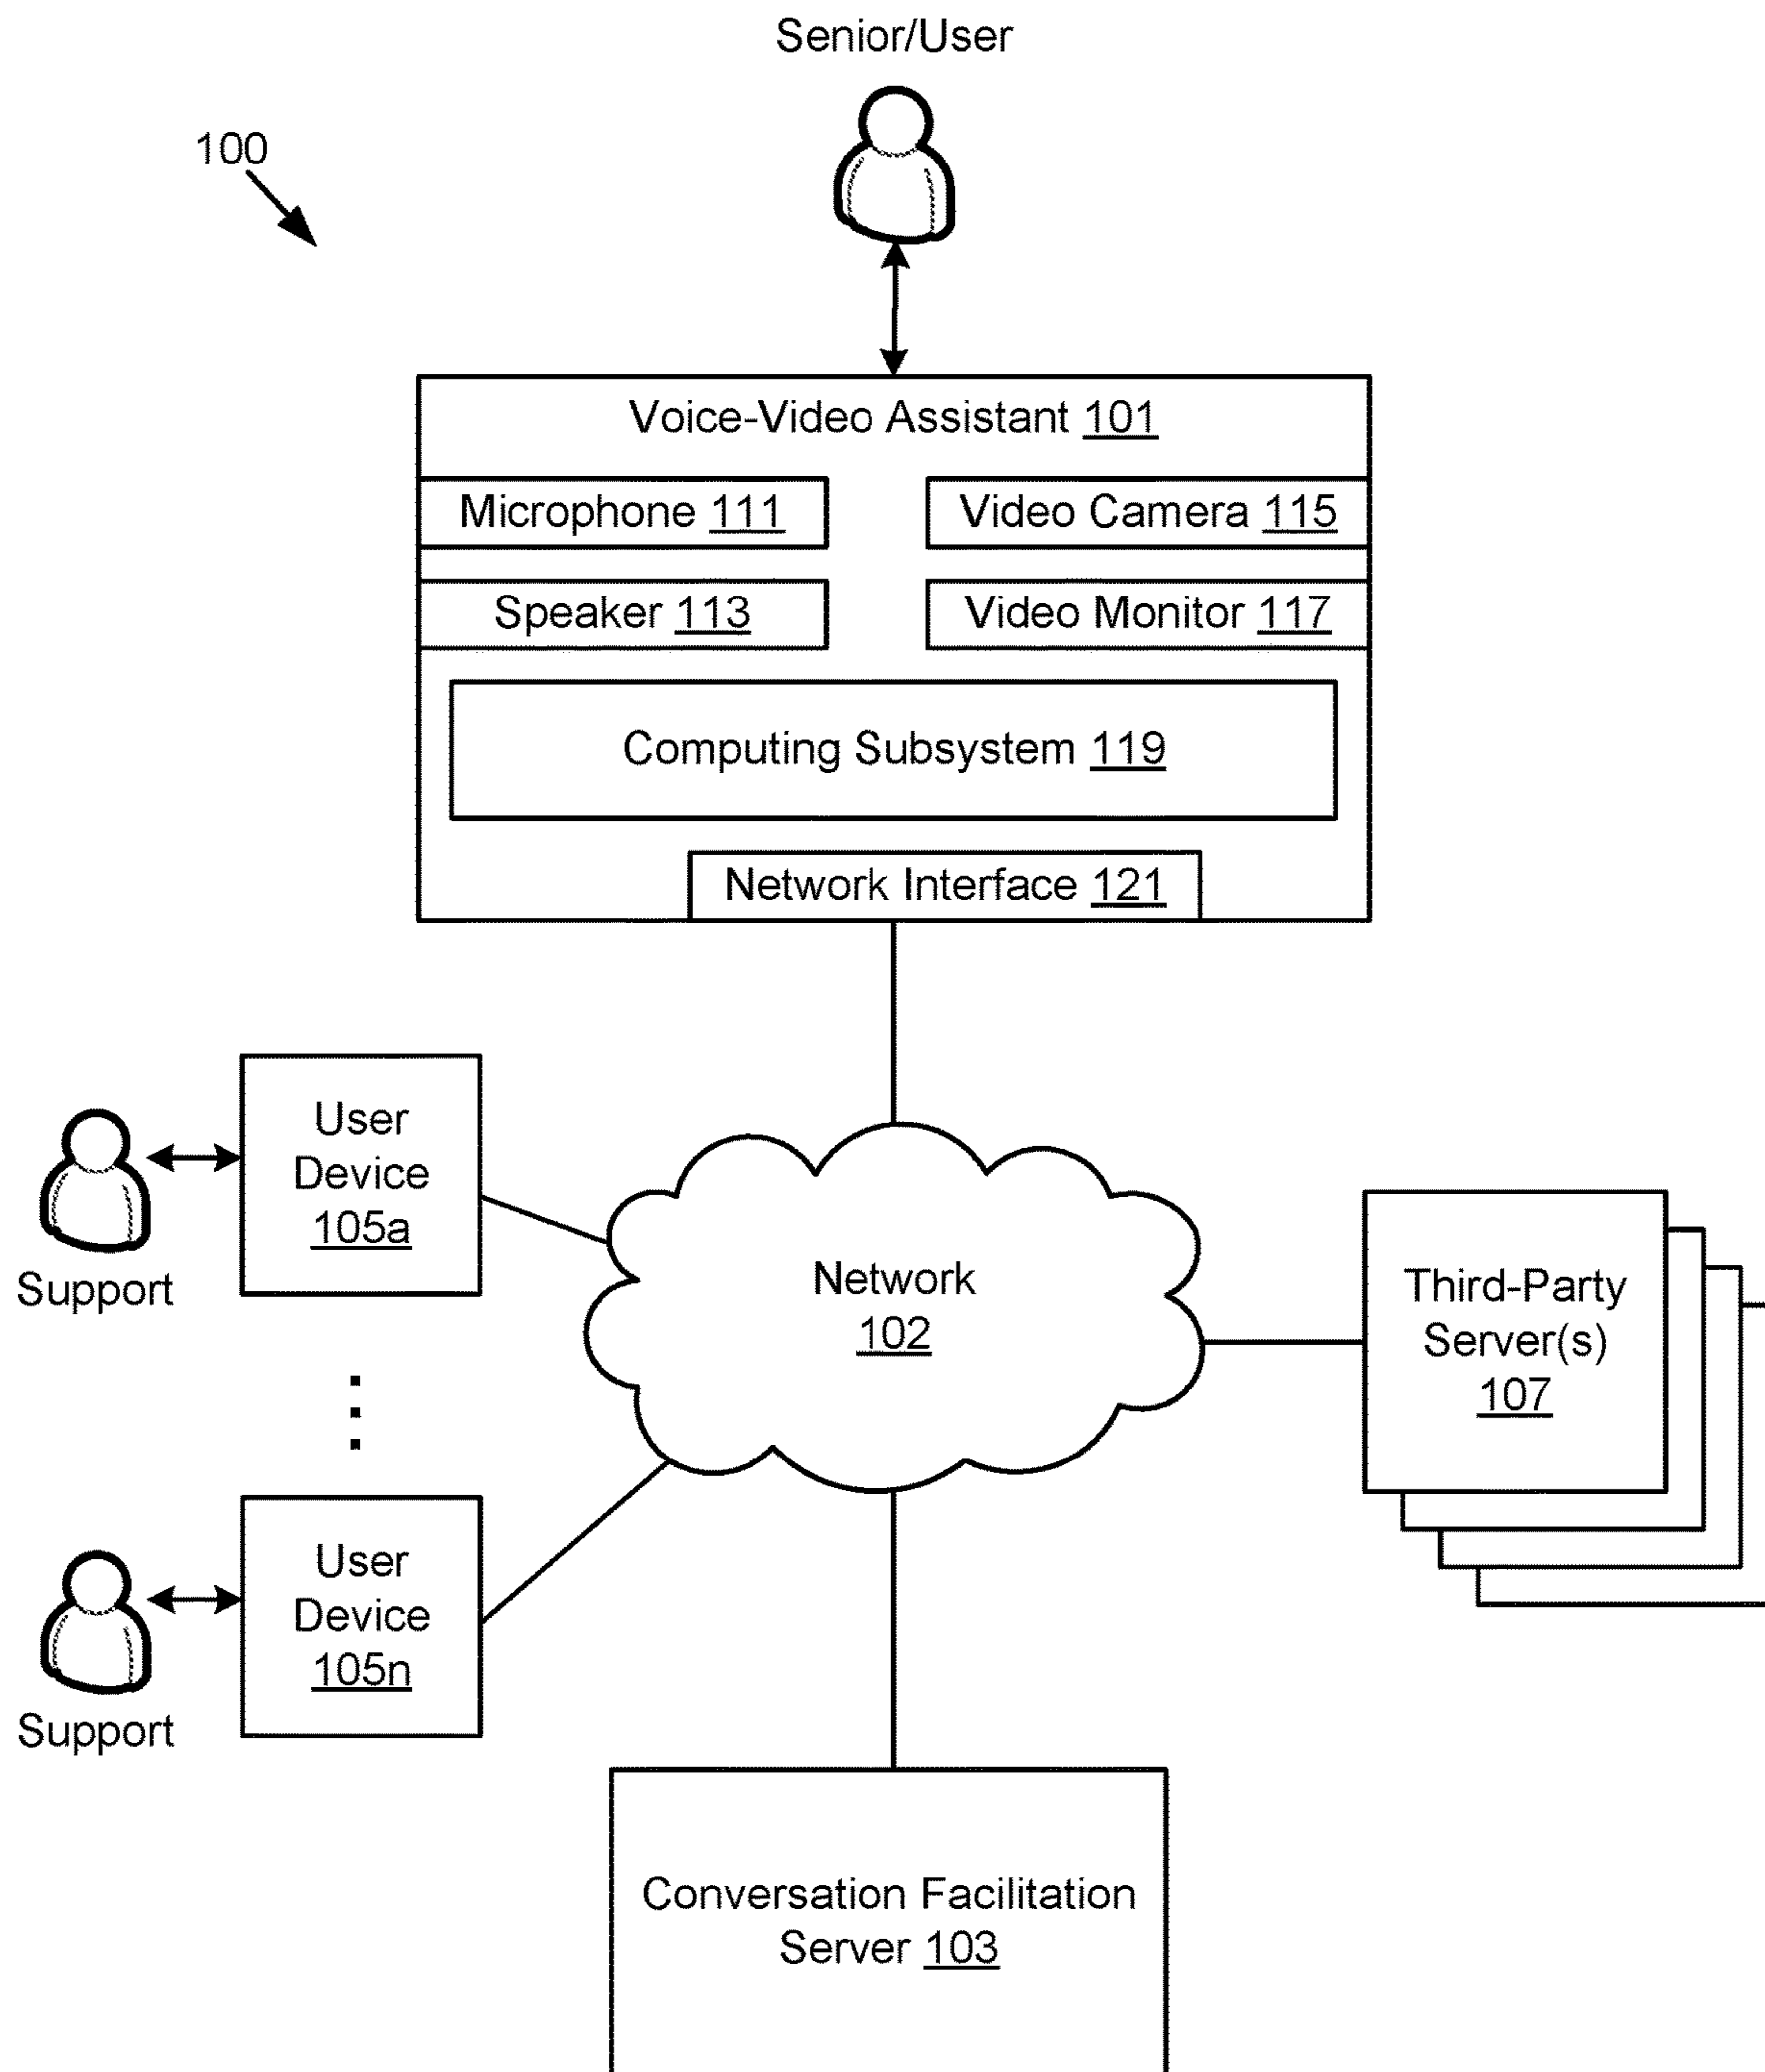 Senior/User
100
Voice-Video Assistant 101
Microphone 111
Video Camera 115
Speaker 113
Video Monitor 117
Computing Subsystem 119
Network Interface 121
User
Device
105a
Support
Network
102
Third-Party
Server(s)
107
User
Device
105n
Support
Conversation Facilitation
Server 103